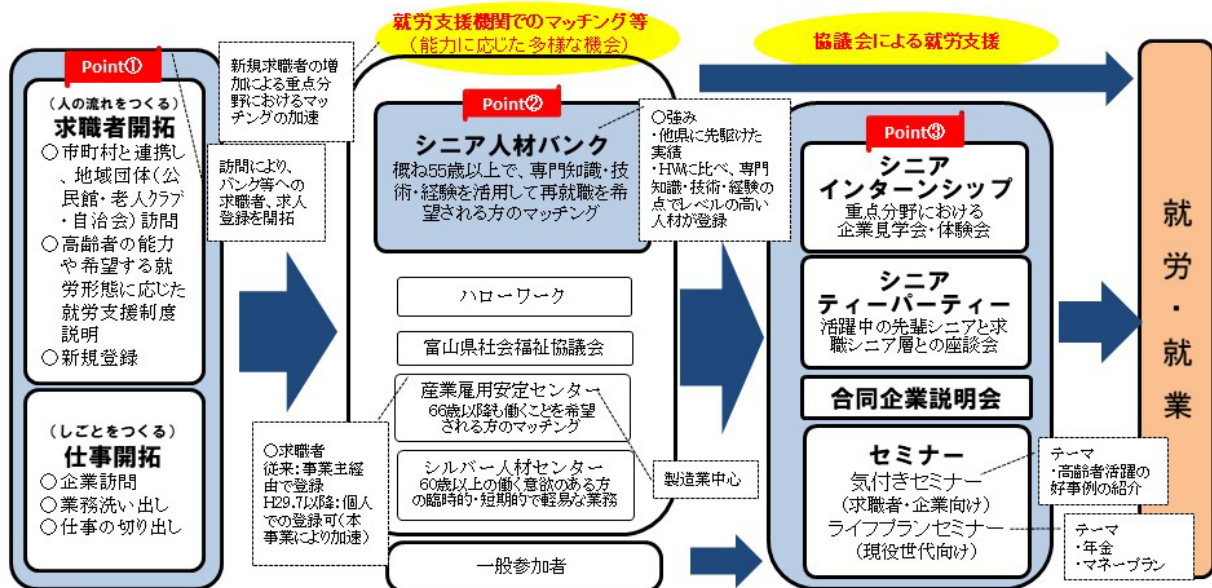 就労支援機関でのマッチング等
(能力に応じた多様な機会)
協議会による就労支援
Point①
(人の流れをつくる)
求職者開拓
○市町村と連携し
、地域団体(公
民館・老人クラブ
・自治会)訪問
○高齢者の能力
や希望する就
労形態に応じた
就労支援制度
説明
○新規登録
(しごとをつくる)
仕事開拓
○企業訪問
○業務洗い出し
○仕事の切り出し
訪問により、
バンク等への
求職者、求人
登録を開拓
新規求職者の増
加による重点分
野におけるマッ
チングの加速
Point②
シニア人材バンク
概ね55歳以上で、専門知識・技
術・経験を活用して再就職を希
望される方のマッチング
○強み
・他県に先駆けた
実績
・HWに比べ、専門
知識・技術・経験の
点でレベルの高い
人材が登録
ハローワーク
富山県社会福祉協議会
産業雇用安定センター
66歳以降も働くことを希望
される方のマッチング
シルバー人材センター
60歳以上の働く意欲のある方
の臨時的・短期的で軽易な業務
○求職者
従来:事業主経
由で登録
H29.7以降:個人
での登録可(本
事業により加速)
製造業中心
一般参加者
Point③
シニア
インターンシップ
重点分野における
企業見学会・体験会
シニア
ティーパーティー
活躍中の先輩シニアと求
職シニア層との座談会
合同企業説明会
セミナー
気付きセミナー
(求職者・企業向け)
ライフプランセミナー
(現役世代向け)
テーマ
・高齢者活躍の
好事例の紹介
テーマ
・年金
・マネープラン
就労・就業